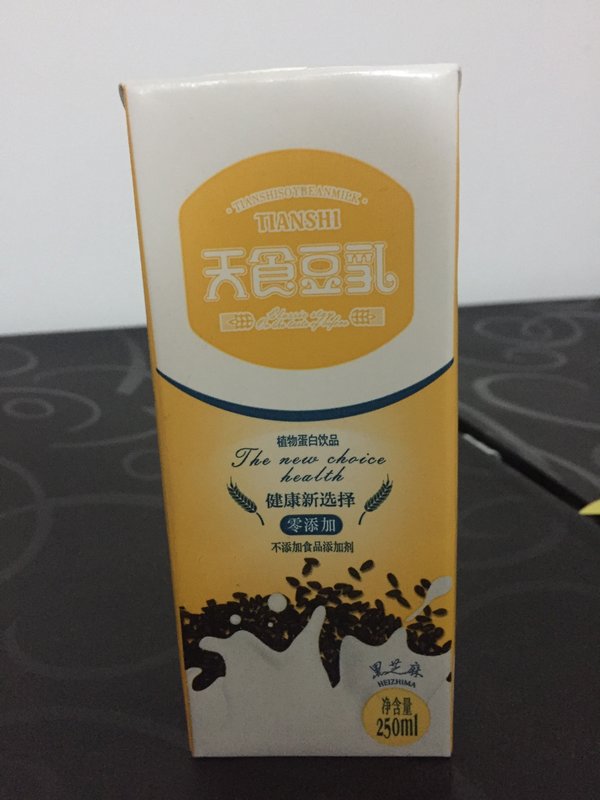 ·TIANSHISOYBEANMILK·
TIANSHI
天食豆乳
植物蛋白饮品
The new choice
health
健康新选择
零添加
不添加食品添加剂
黑芝麻
HEIZHIMA
净含量
250ml